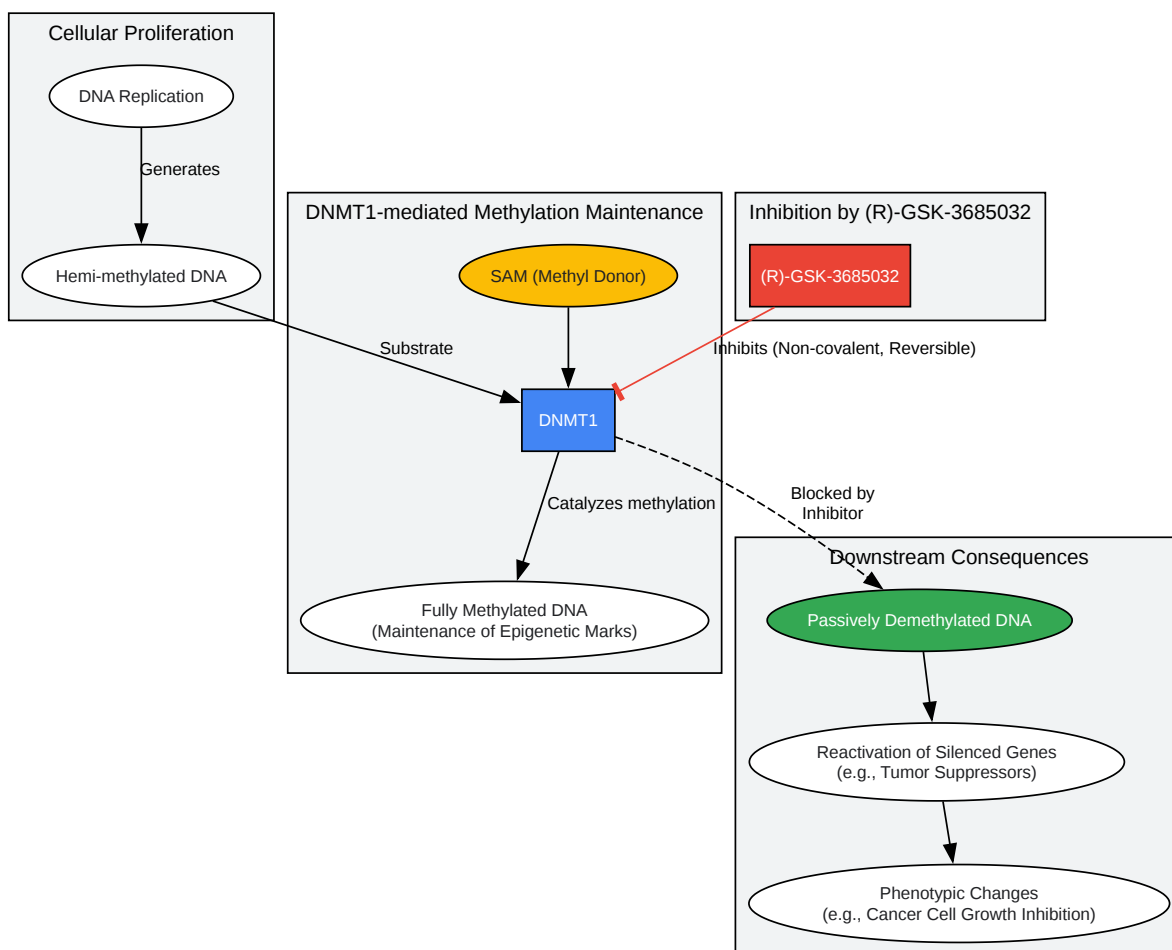 Cellular Proliferation
DNA Replication
Generates
Hemi-methylated DNA
DNMT1-mediated Methylation Maintenance
SAM (Methyl Donor)
Substrate
DNMT1
Catalyzes methylation
Fully Methylated DNA
(Maintenance of Epigenetic Marks)
Inhibition by (R)-GSK-3685032
(R)-GSK-3685032
Inhibits (Non-covalent, Reversible)
Blocked by
Inhibitor
Downstream Consequences
Passively Demethylated DNA
Reactivation of Silenced Genes
(e.g., Tumor Suppressors)
Phenotypic Changes
(e.g., Cancer Cell Growth Inhibition)